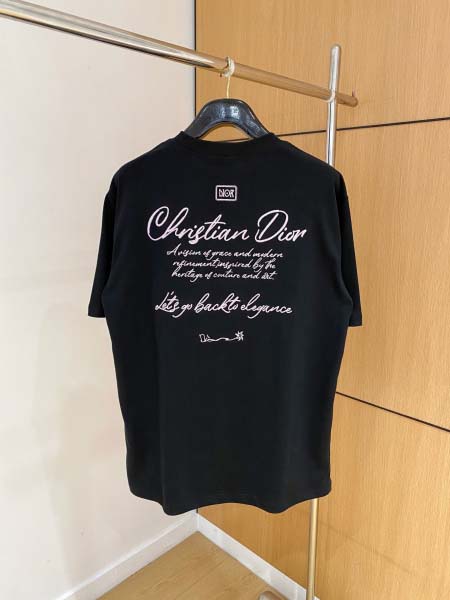 DIOR
Christian Dior
A vision of grace and modern
refinement, inspired by the
heritage of couture and art.
Let's go back to elegance